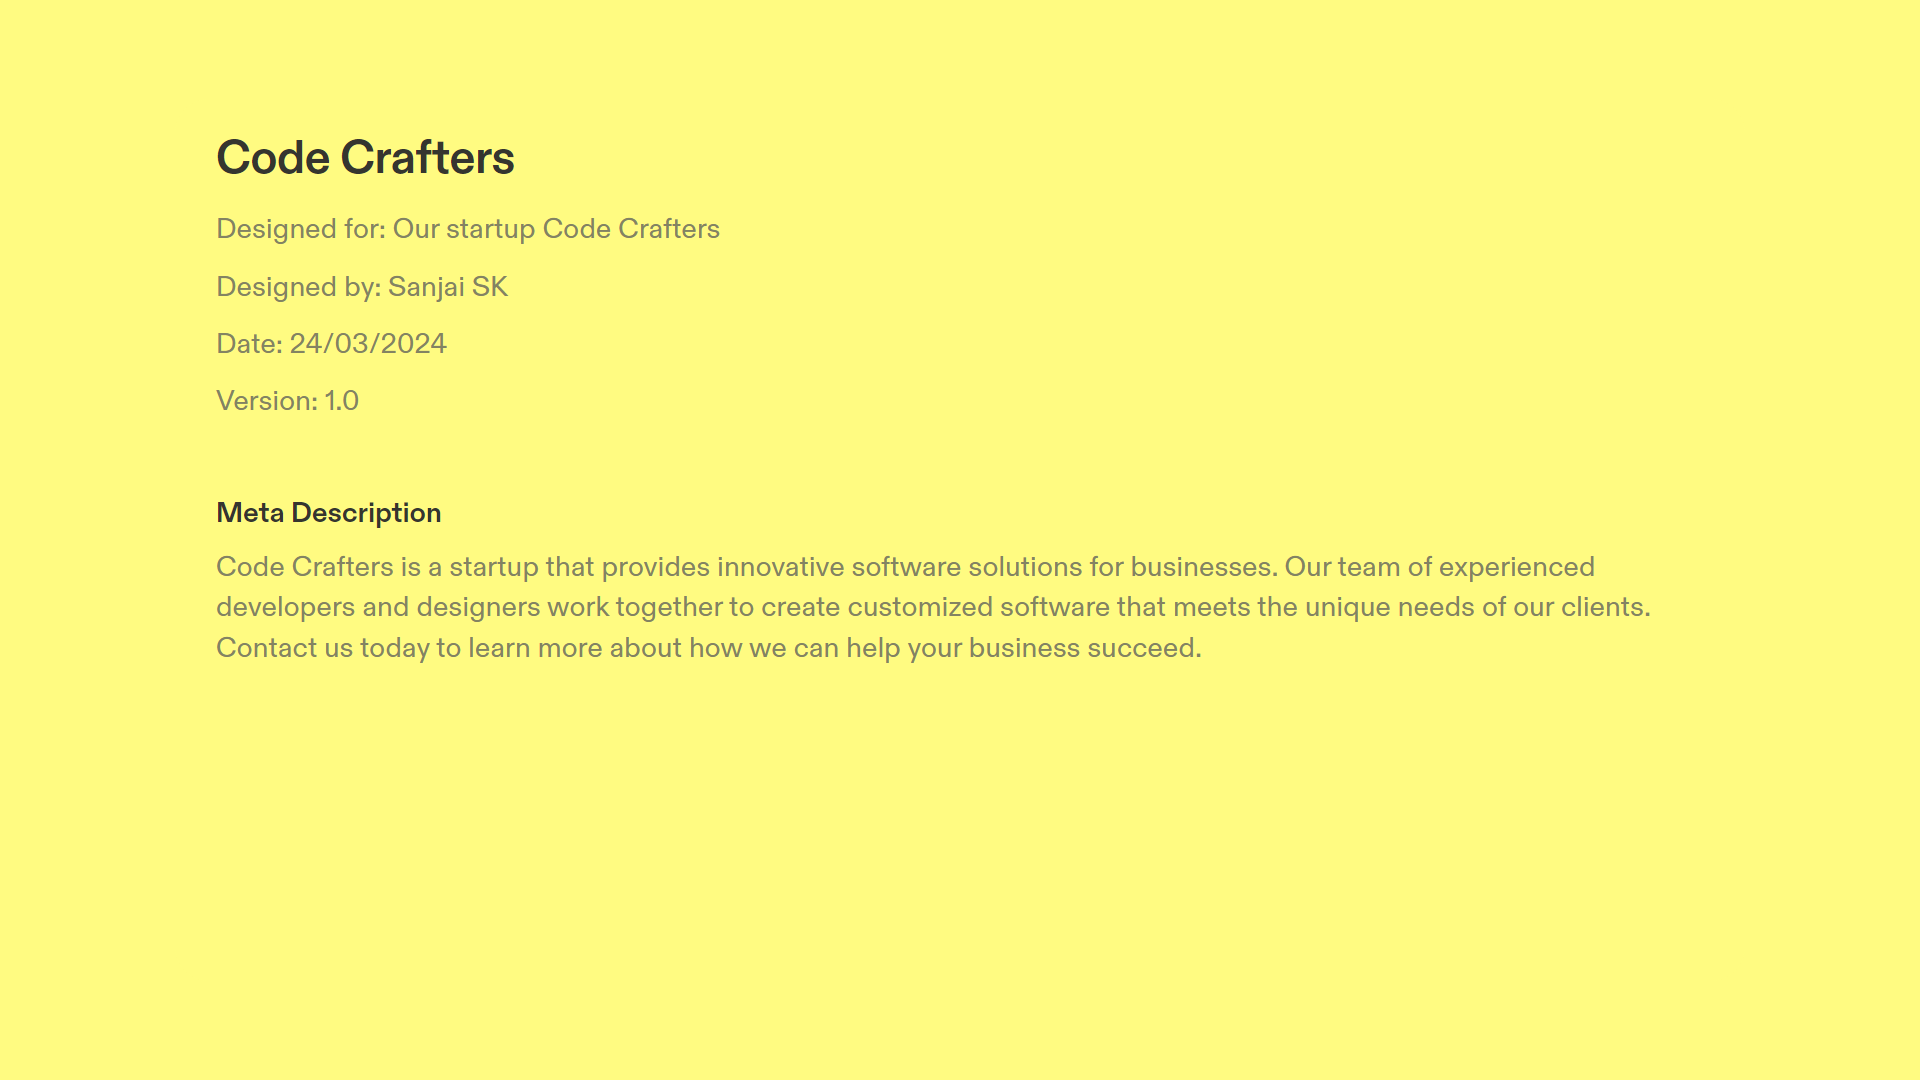 Code Crafters
Designed for: Our startup Code Crafters
Designed by: Sanjai SK
Date: 24/03/2024
Version: 1.0
Meta Description
Code Crafters is a startup that provides innovative software solutions for businesses. Our team of experienced
developers and designers work together to create customized software that meets the unique needs of our clients.
Contact us today to learn more about how we can help your business succeed.